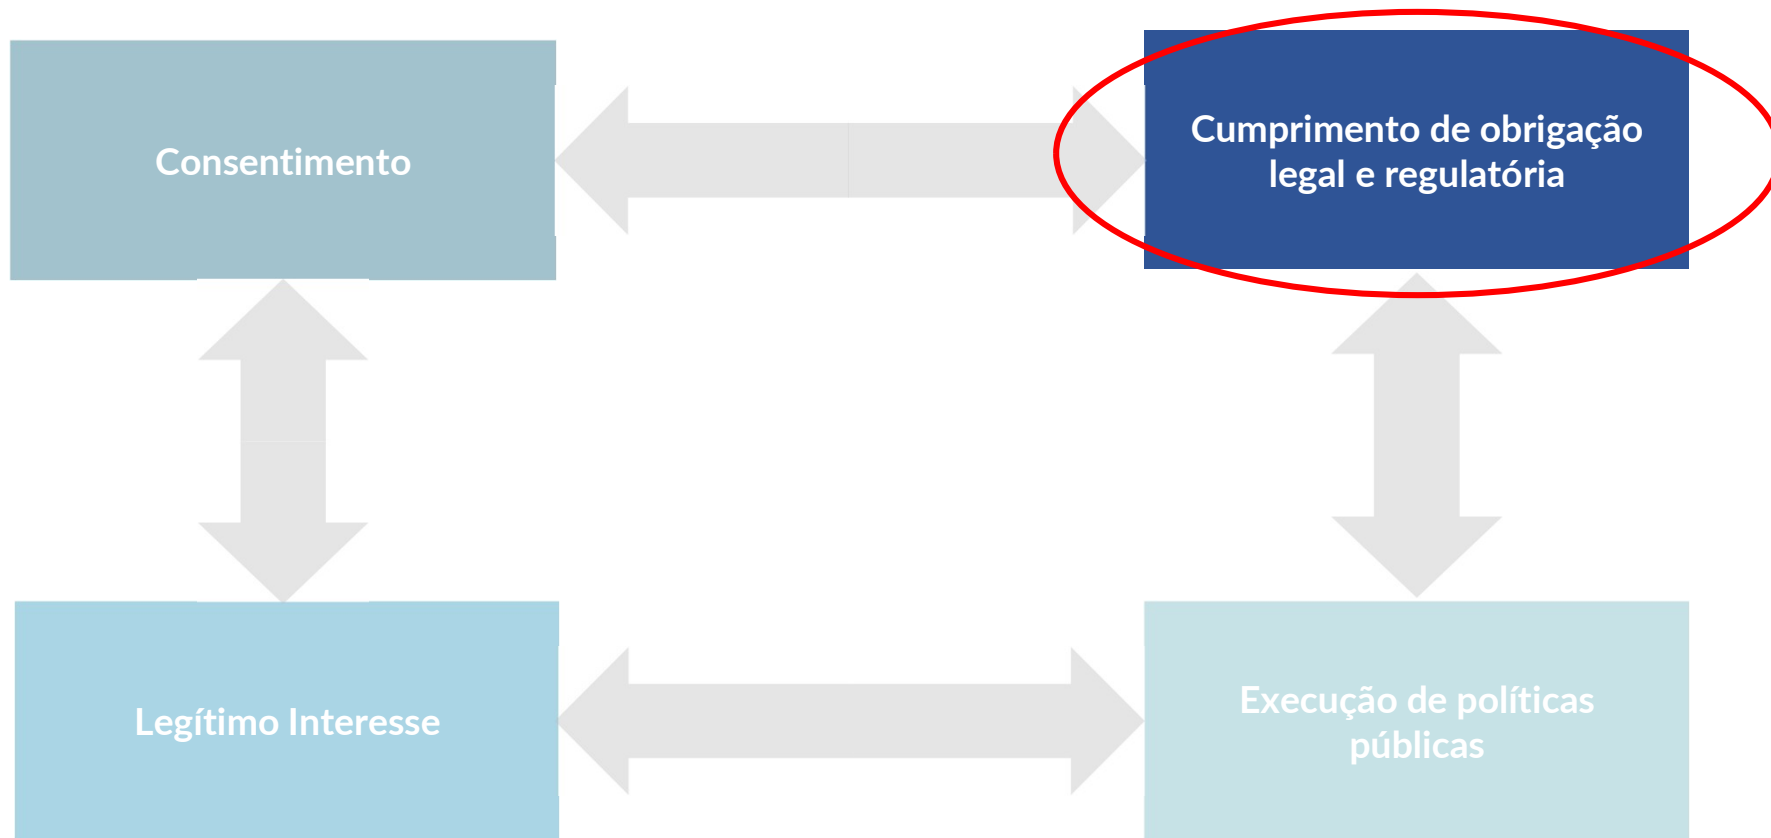 Consentimento
Cumprimento de obrigação
legal e regulatória
Legítimo Interesse
Execução de políticas
públicas